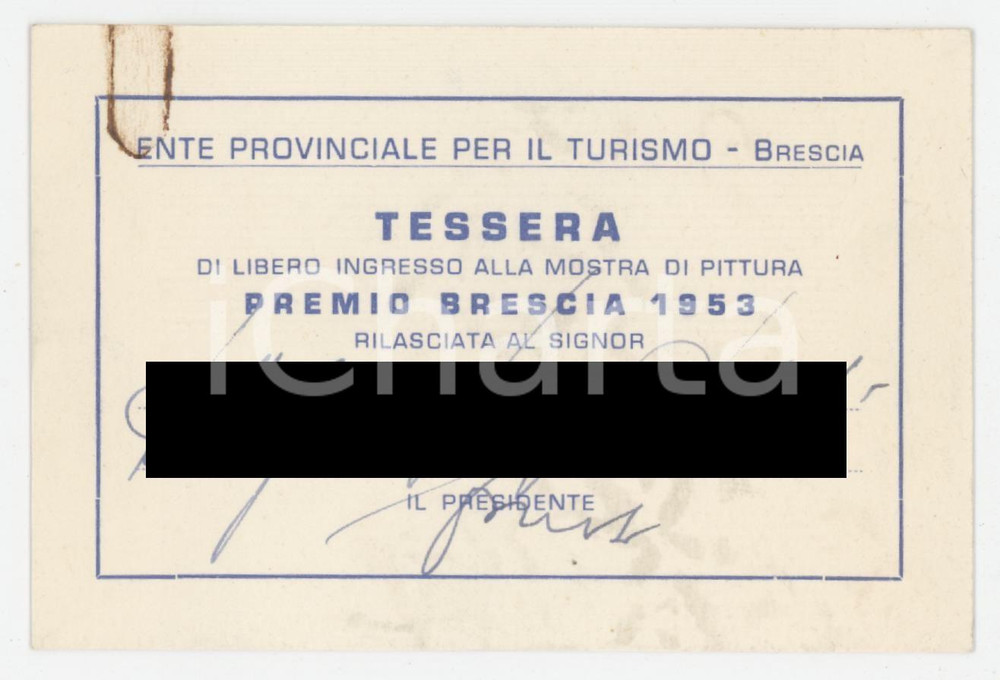 ENTE PROVINCIALE PER IL TURISMO - BRESCIA
TESSERA
DI LIBERO INGRESSO ALLA MOSTRA DI PITTURA
PREMIO BRESCIA 1953
RILASCIATA AL SIGNOR
iCharta
IL PRESIDENTE